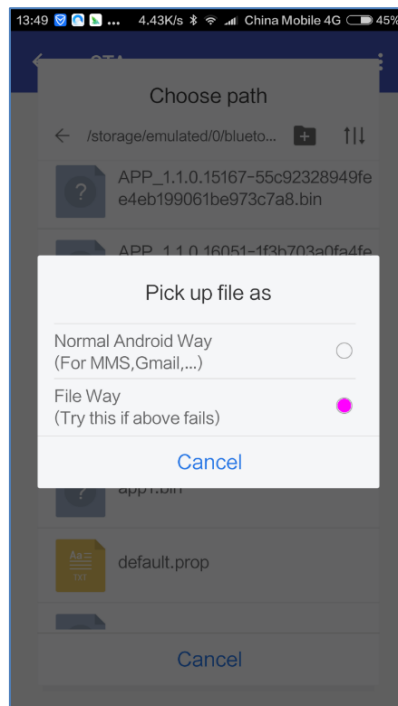 13:49 ... 4.43K/s China Mobile 4G 45%
OTA
Choose path
/storage/emulated/0/blueto...
APP_1.1.0.15167-55c92328949fe
e4eb199061be973c7a8.bin
APP_1.1.0.16051-1f3b703a0fa4fe
Pick up file as
Normal Android Way
(For MMS,Gmail,...)
File Way
(Try this if above fails)
Cancel
app1.bin
Aa
TXT
default.prop
Cancel